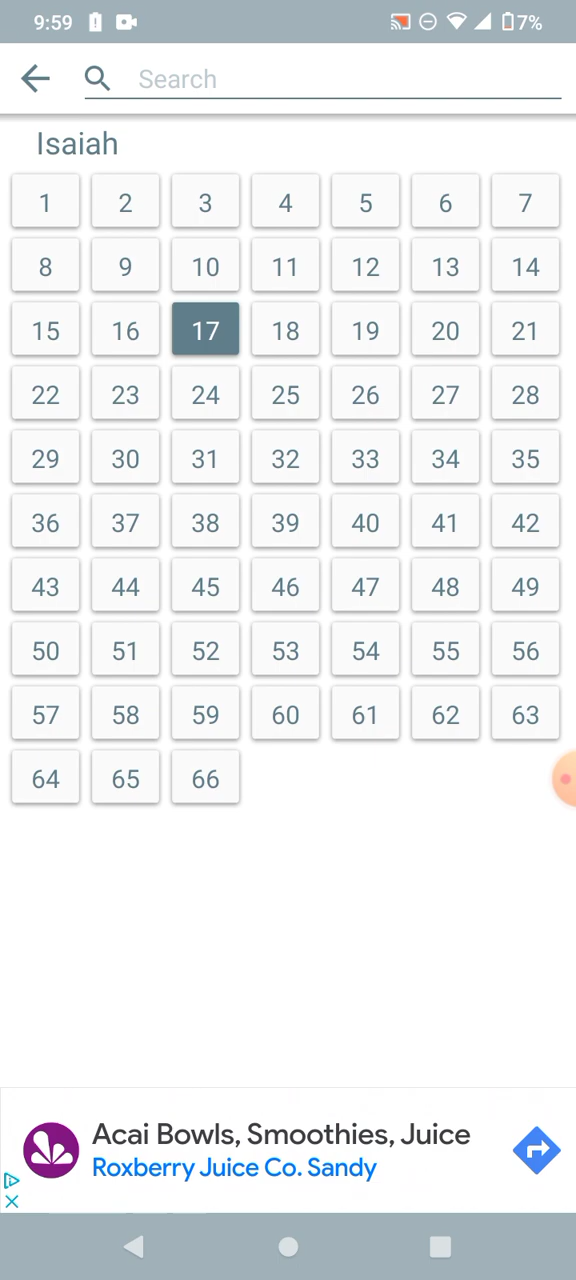 9:59 7%
Search
Isaiah
1 2 3 4 5 6 7
8 9 10 11 12 13 14
15 16 17 18 19 20 21
22 23 24 25 26 27 28
29 30 31 32 33 34 35
36 37 38 39 40 41 42
43 44 45 46 47 48 49
50 51 52 53 54 55 56
57 58 59 60 61 62 63
64 65 66
Acai Bowls, Smoothies, Juice
Roxberry Juice Co. Sandy